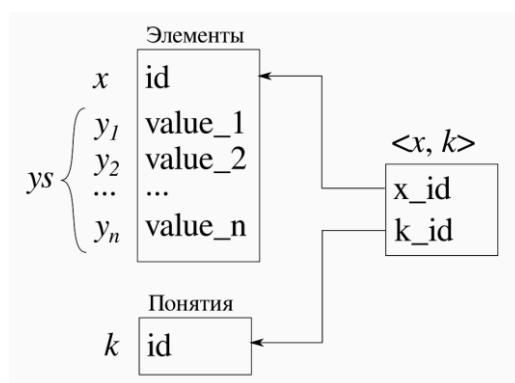 Элементы
x id
y1 value_1
y2 value_2
... ...
yn value_n
ys
<x, k>
x_id
k_id
Понятия
k id